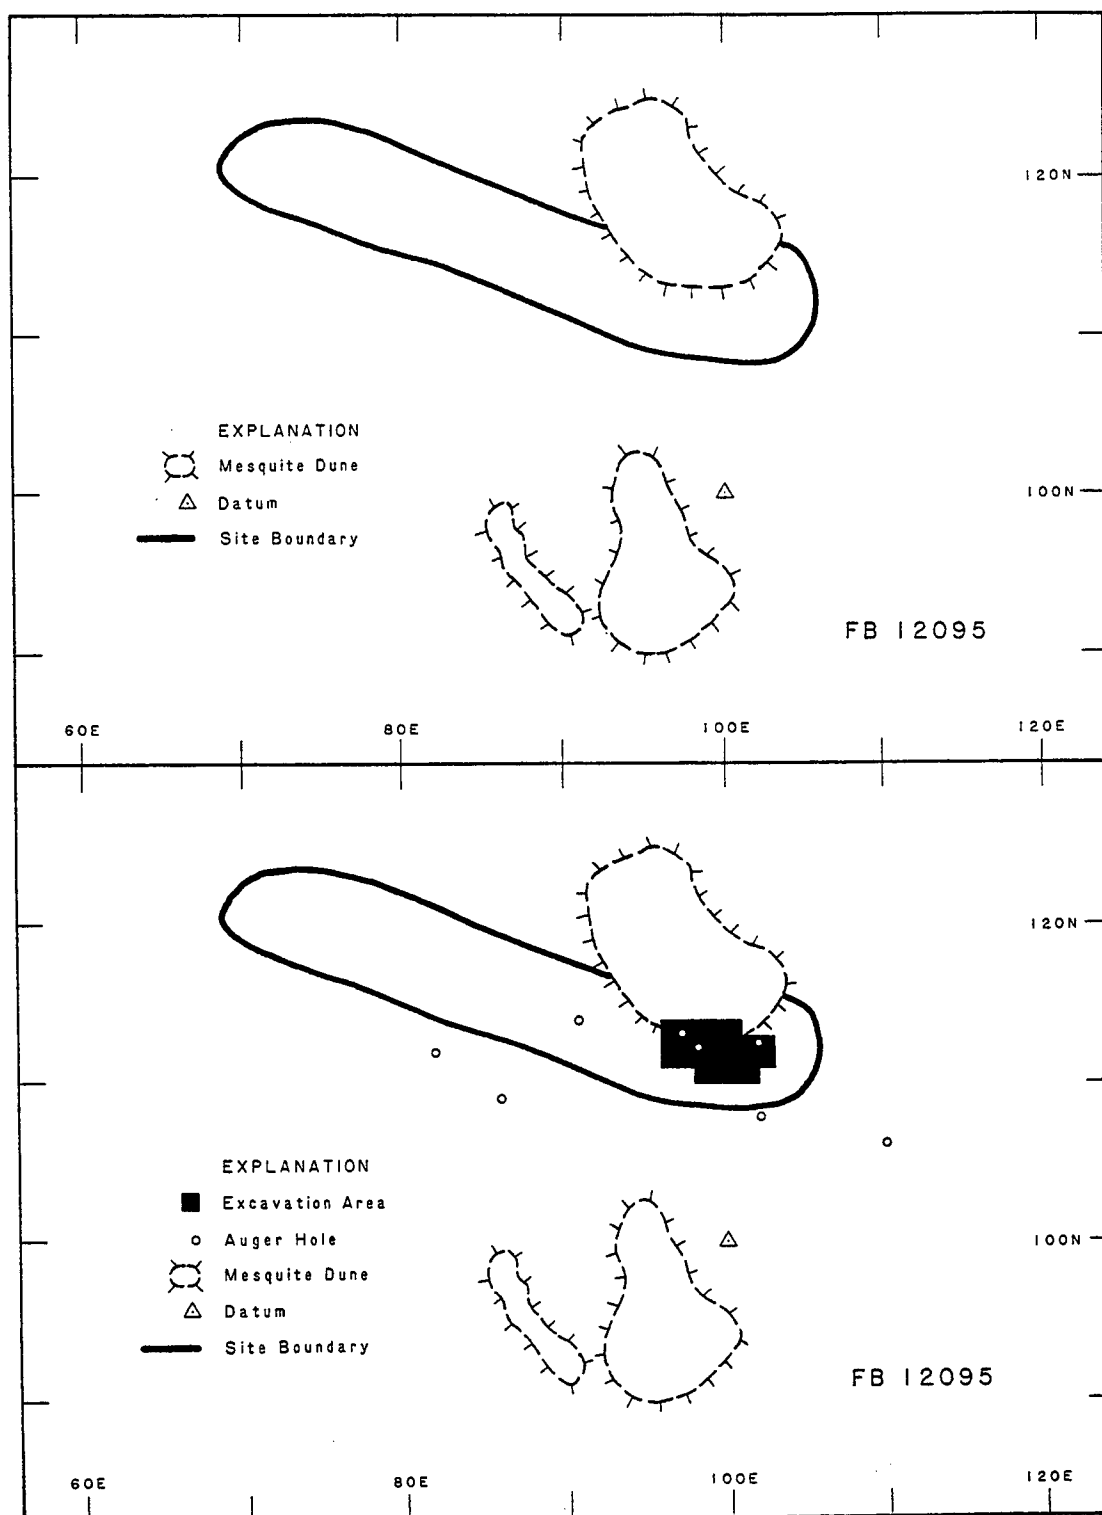 120N
EXPLANATION
Mesquite Dune
Datum
100N
Site Boundary
FB 12095
60E 80E 100E 120E
120N
EXPLANATION
Excavation Area
Auger Hole
100N
Mesquite Dune
Datum
Site Boundary
FB 12095
60E 80E 100E 120E